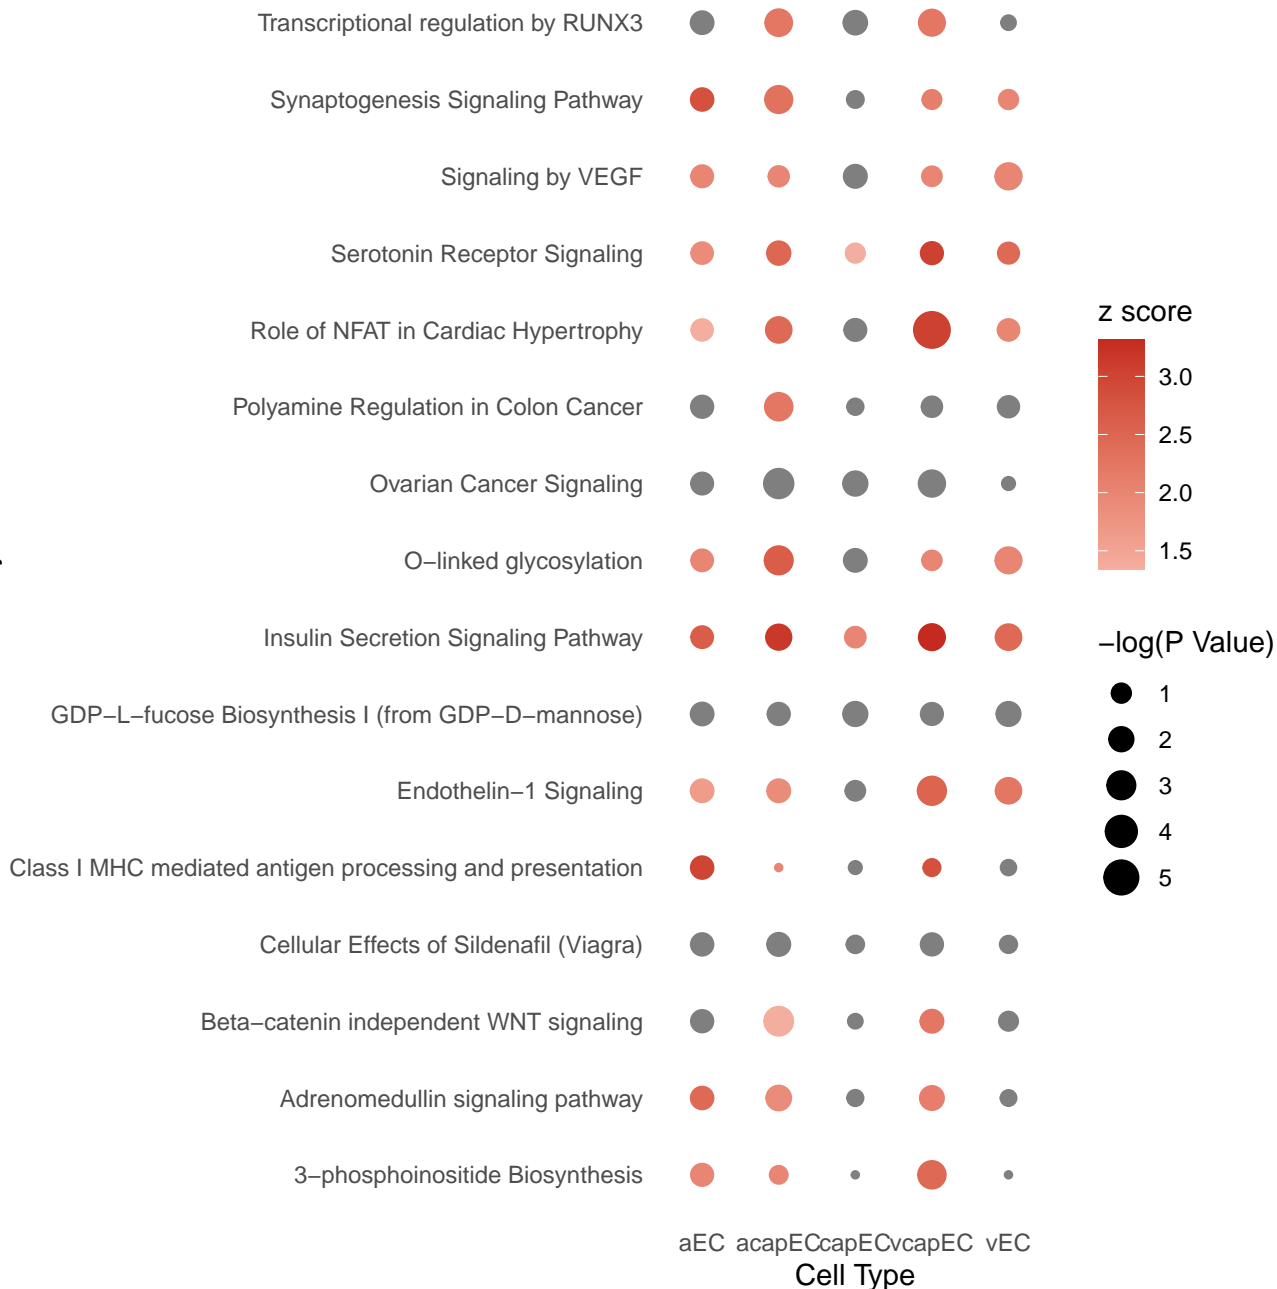 Transcriptional regulation by RUNX3
Synaptogenesis Signaling Pathway
Signaling by VEGF
Serotonin Receptor Signaling
Role of NFAT in Cardiac Hypertrophy
Polyamine Regulation in Colon Cancer
Ovarian Cancer Signaling
O−linked glycosylation
Insulin Secretion Signaling Pathway
GDP−L−fucose Biosynthesis I (from GDP−D−mannose)
Endothelin−1 Signaling
Class I MHC mediated antigen processing and presentation
Cellular Effects of Sildenafil (Viagra)
Beta−catenin independent WNT signaling
Adrenomedullin signaling pathway
3−phosphoinositide Biosynthesis
aEC acapEC capEC vcapEC vEC
Cell Type
z score
3.0
2.5
2.0
1.5
−log(P Value)
1
2
3
4
5